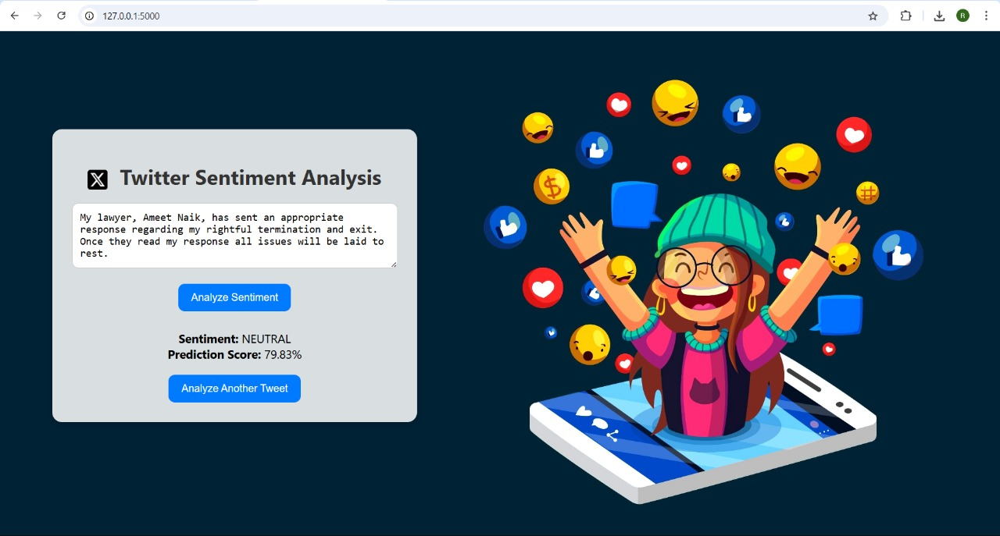 127.0.0.1:5000
R
X Twitter Sentiment Analysis
My lawyer, Ameet Naik, has sent an appropriate
response regarding my rightful termination and exit.
Once they read my response all issues will be laid to
rest.
Analyze Sentiment
Sentiment: NEUTRAL
Prediction Score: 79.83%
Analyze Another Tweet
$
#